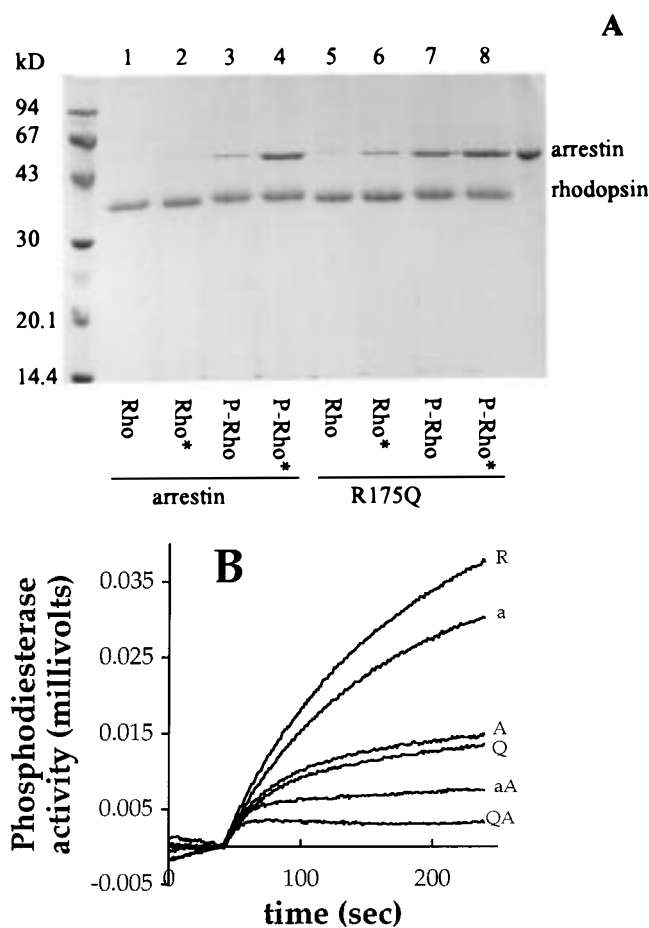 A
kD 1 2 3 4 5 6 7 8
94
67
43
30
20.1
14.4
arrestin
rhodopsin
Rho Rho* P-Rho P-Rho* Rho Rho* P-Rho P-Rho*
arrestin R175Q
B
Phosphodiesterase
activity (millivolts)
0.035
0.025
0.015
0.005
-0.005
R
a
A
Q
aA
QA
0 100 200
time (sec)